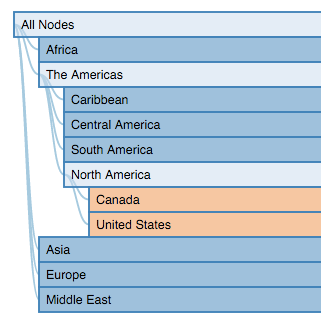 All Nodes
Africa
The Americas
Caribbean
Central America
South America
North America
Canada
United States
Asia
Europe
Middle East